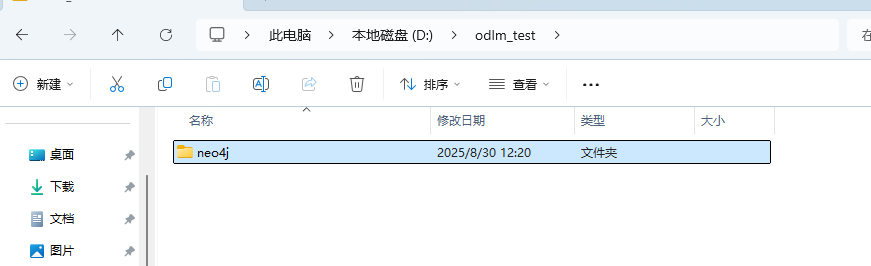 此电脑 本地磁盘 (D:) odlm_test 在
新建 排序 查看
名称 修改日期 类型 大小
neo4j 2025/8/30 12:20 文件夹
桌面
下载
文档
图片